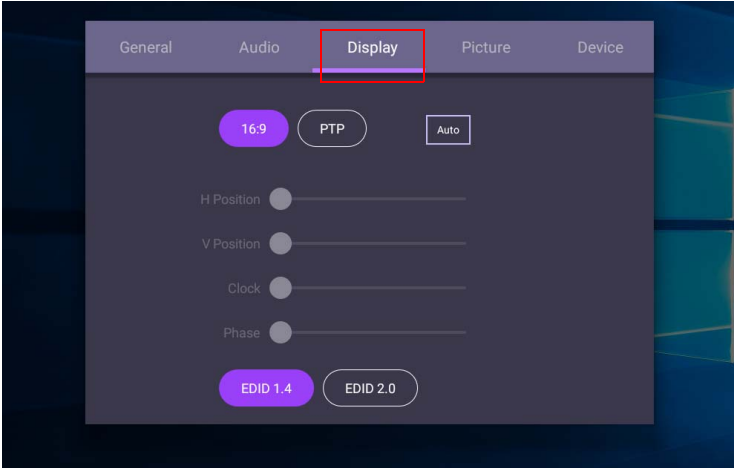 General Audio Display Picture Device
16:9 PTP Auto
H Position
V Position
Clock
Phase
EDID 1.4 EDID 2.0